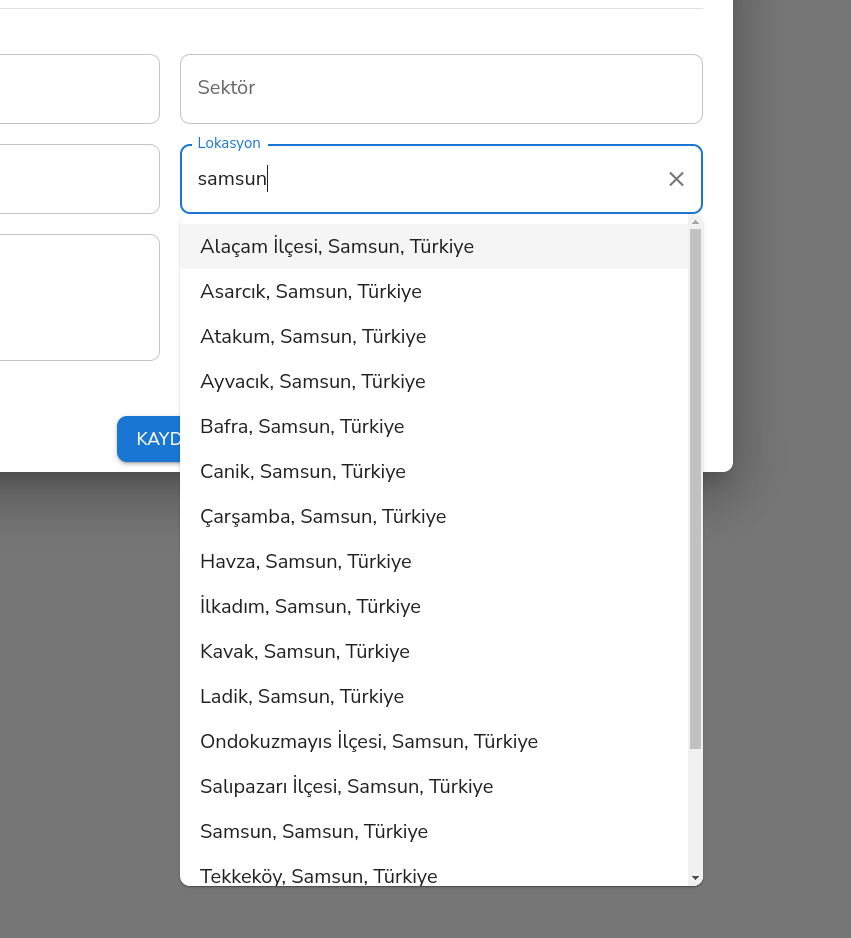 Sektör
Lokasyon
samsun
Alaçam İlçesi, Samsun, Türkiye
Asarcık, Samsun, Türkiye
Atakum, Samsun, Türkiye
Ayvacık, Samsun, Türkiye
Bafra, Samsun, Türkiye
KAYD
Canik, Samsun, Türkiye
Çarşamba, Samsun, Türkiye
Havza, Samsun, Türkiye
İlkadım, Samsun, Türkiye
Kavak, Samsun, Türkiye
Ladik, Samsun, Türkiye
Ondokuzmayıs İlçesi, Samsun, Türkiye
Salıpazarı İlçesi, Samsun, Türkiye
Samsun, Samsun, Türkiye
Tekkeköy, Samsun, Türkiye